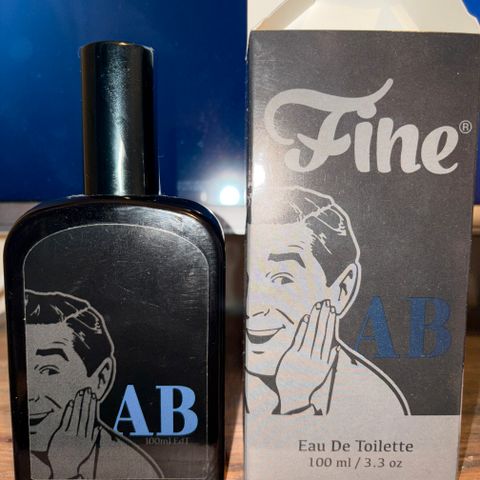 AB
100ml EdT
Fine®
AB
Eau De Toilette
100 ml / 3.3 oz